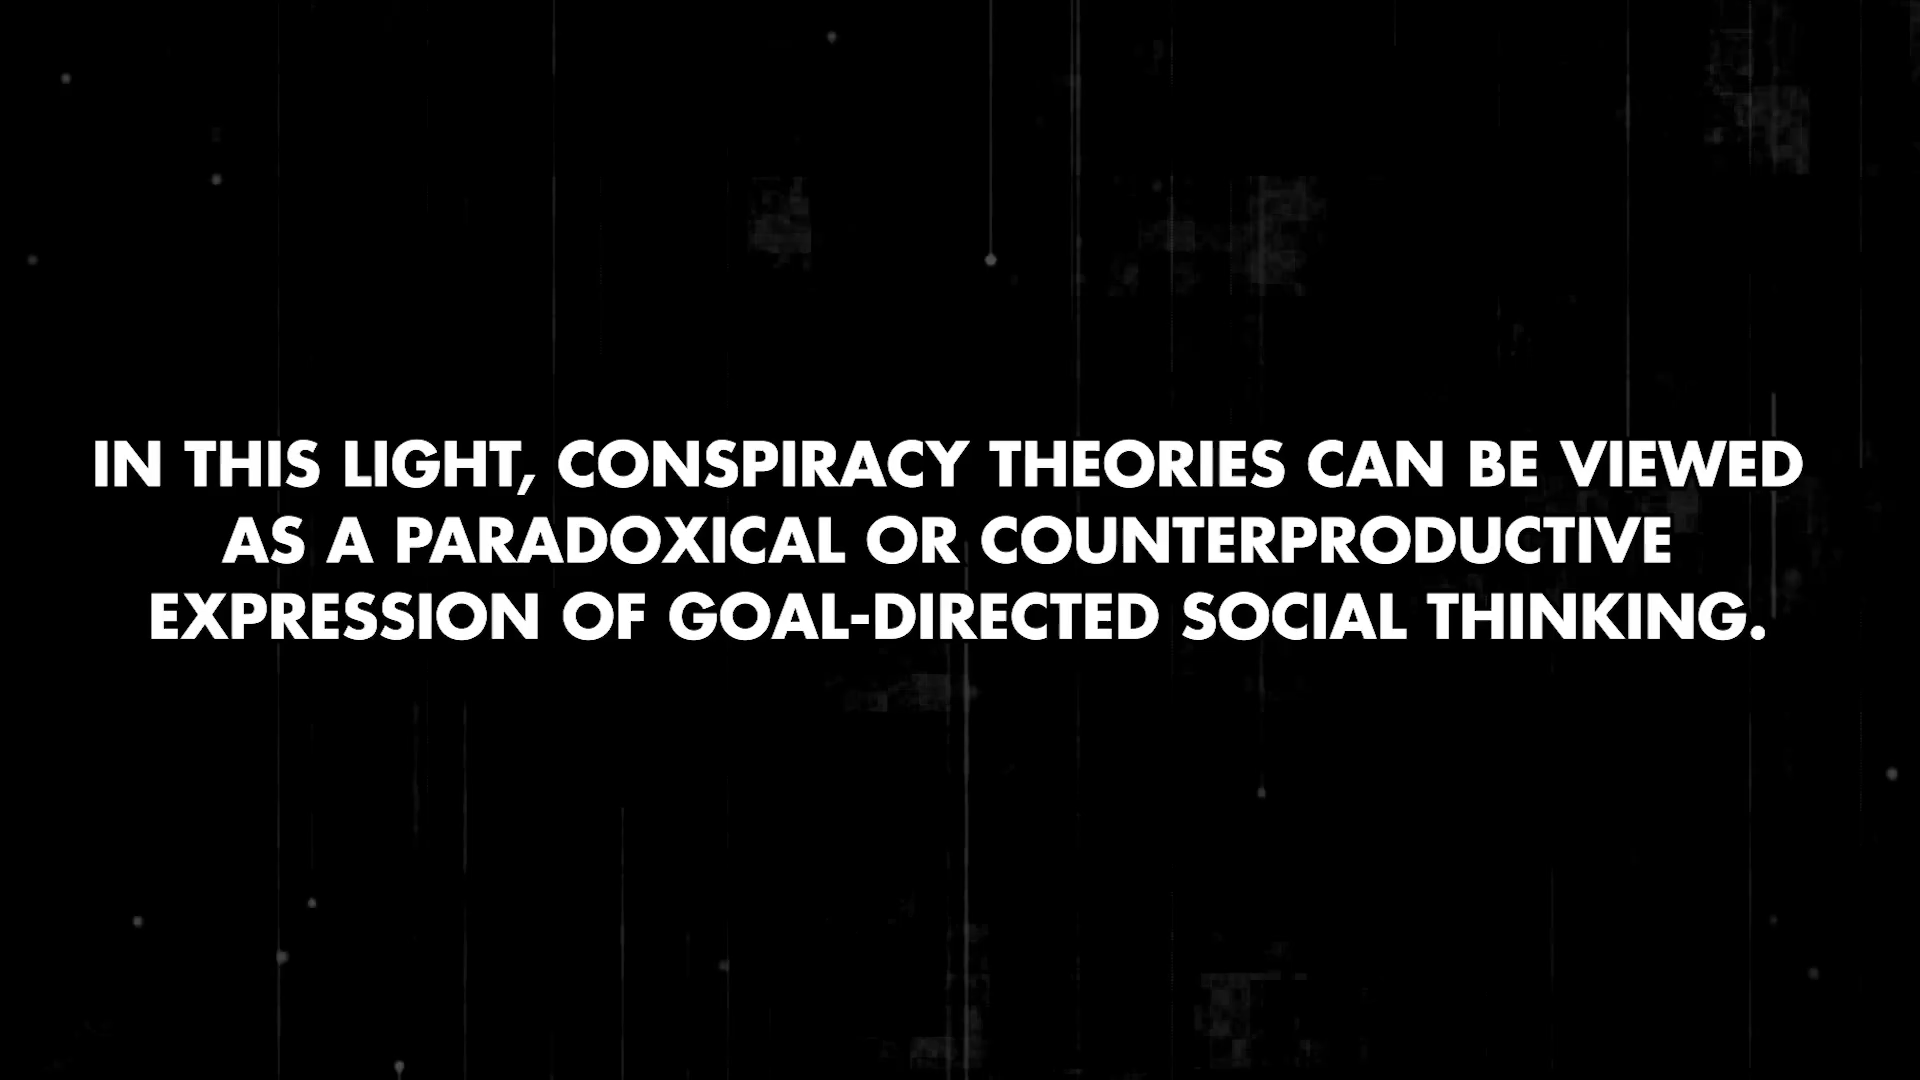 IN THIS LIGHT, CONSPIRACY THEORIES CAN BE VIEWED
AS A PARADOXICAL OR COUNTERPRODUCTIVE
EXPRESSION OF GOAL-DIRECTED SOCIAL THINKING.